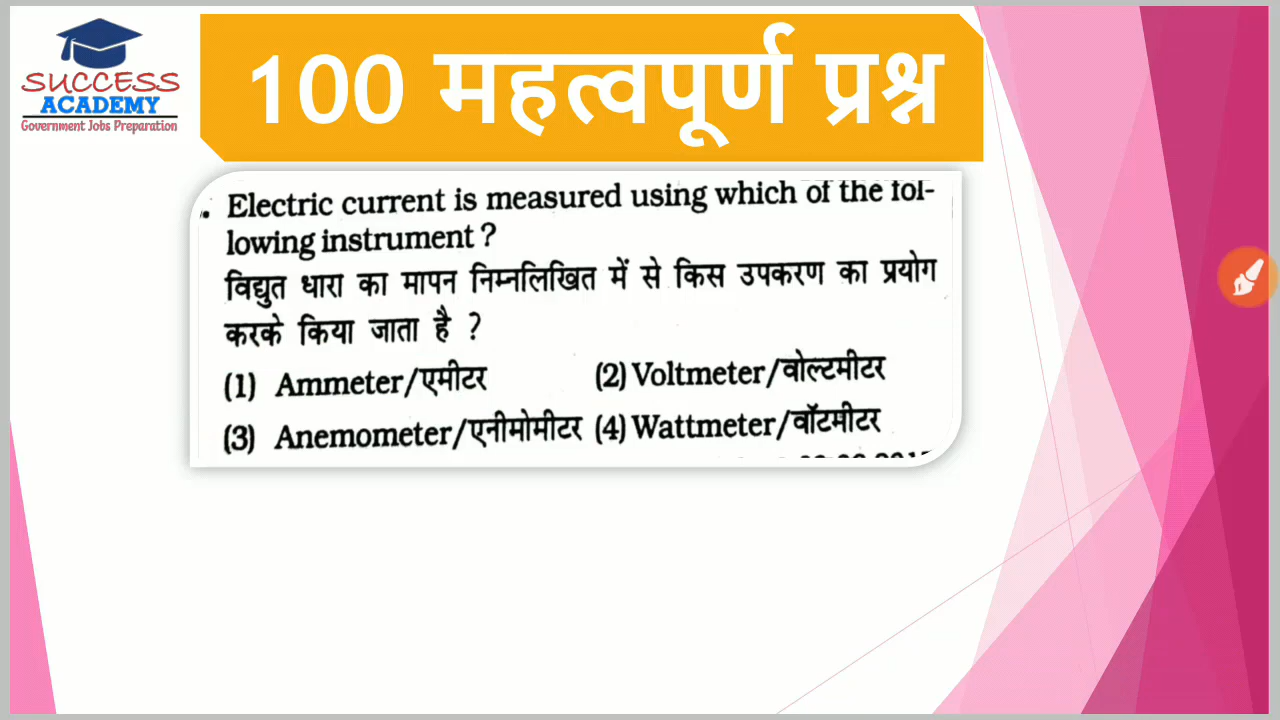 SUCCESS
ACADEMY
Government Jobs Preparation
100 महत्वपूर्ण प्रश्न
. Electric current is measured using which of the fol-
lowing instrument ?
विद्युत धारा का मापन निम्नलिखित में से किस उपकरण का प्रयोग
करके किया जाता है ?
(1) Ammeter/एमीटर (2) Voltmeter/वोल्टमीटर
(3) Anemometer/एनीमोमीटर (4) Wattmeter/वॉटमीटर